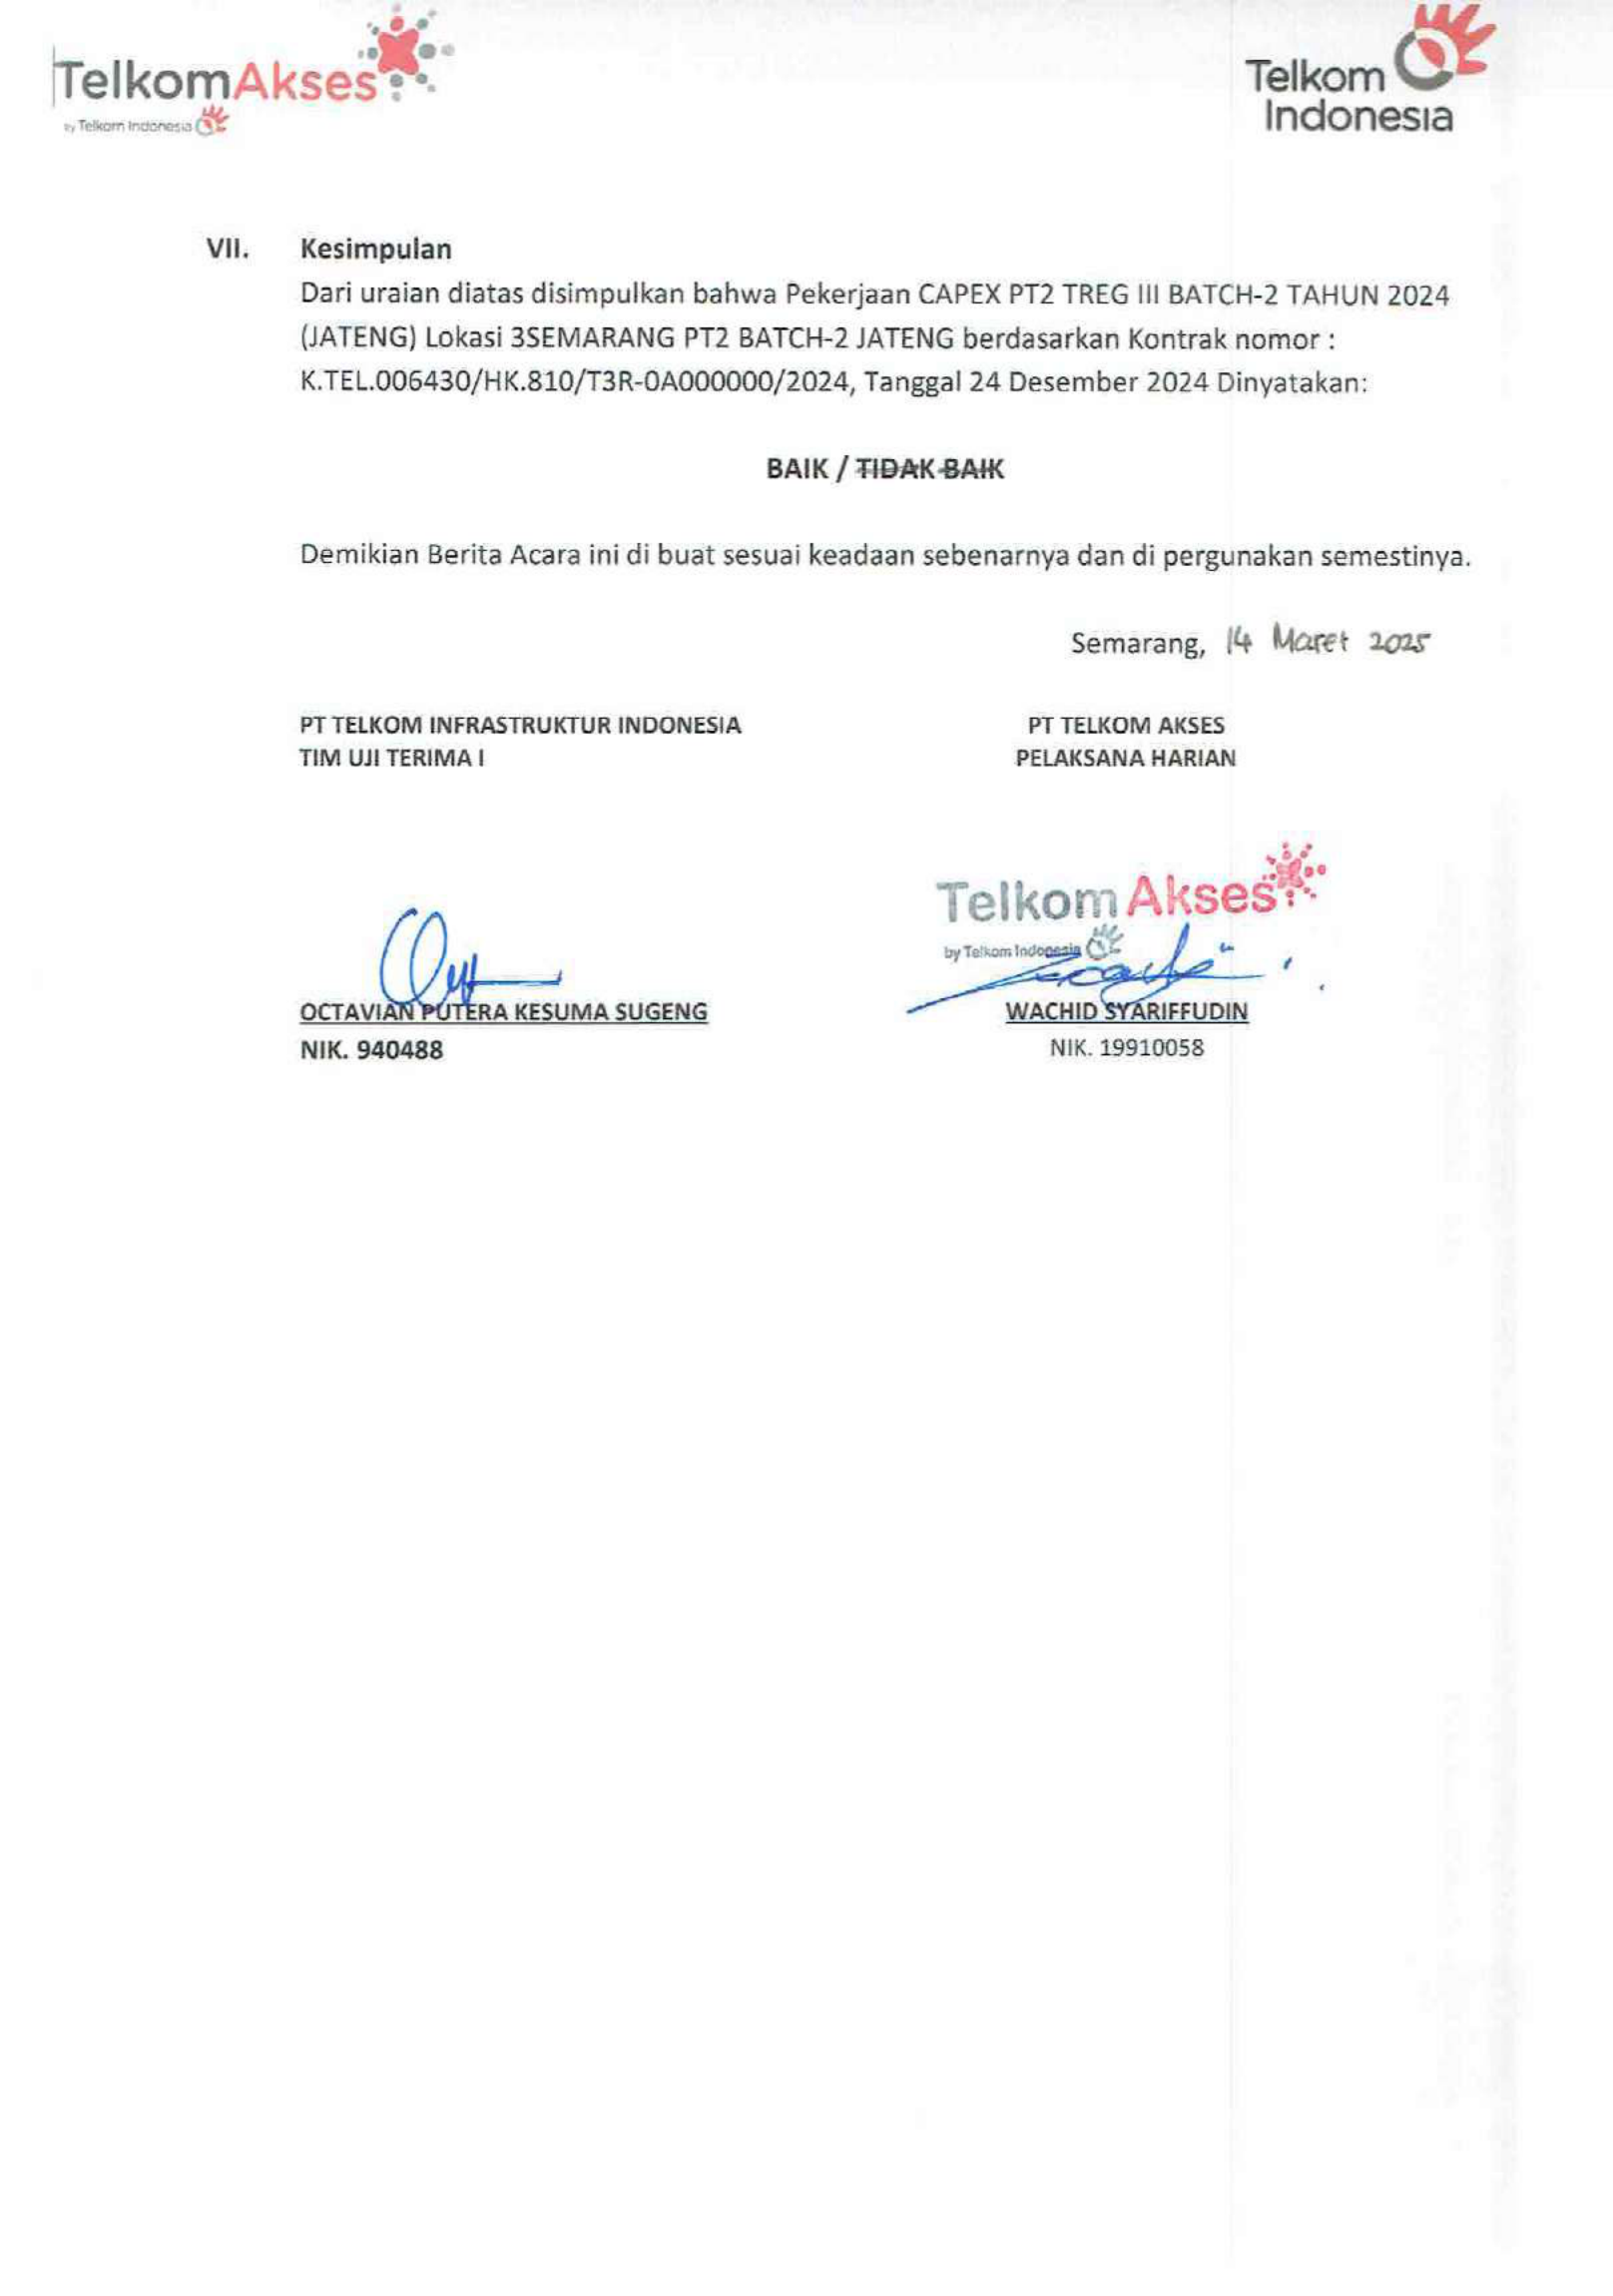 TelkomAkses
by Telkom Indonesia
Telkom
Indonesia
VII. Kesimpulan
Dari uraian diatas disimpulkan bahwa Pekerjaan CAPEX PT2 TREG III BATCH-2 TAHUN 2024
(JATENG) Lokasi 3SEMARANG PT2 BATCH-2 JATENG berdasarkan Kontrak nomor :
K.TEL.006430/HK.810/T3R-0A000000/2024, Tanggal 24 Desember 2024 Dinyatakan:
BAIK / TIDAK BAIK
Demikian Berita Acara ini di buat sesuai keadaan sebenarnya dan di pergunakan semestinya.
Semarang, 14 Maret 2025
PT TELKOM INFRASTRUKTUR INDONESIA
TIM UJI TERIMA I
PT TELKOM AKSES
PELAKSANA HARIAN
Telkom Akses
by Telkom Indonesia
OCTAVIAN PUTERA KESUMA SUGENG
NIK. 940488
WACHID SYARIFFUDIN
NIK. 19910058